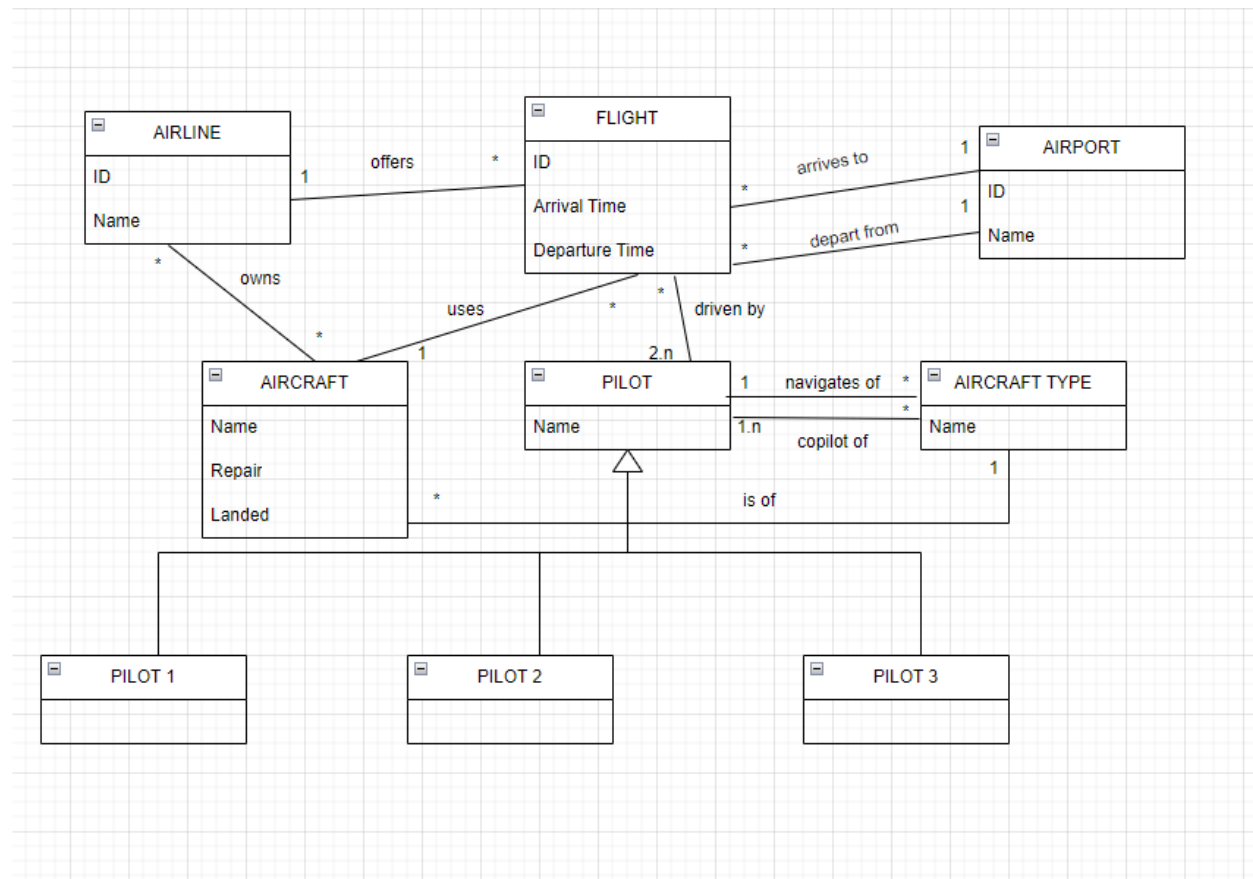 AIRLINE
ID
Name
1
offers
*
FLIGHT
ID
Arrival Time
Departure Time
*
arrives to
1
*
depart from
1
AIRPORT
ID
Name
*
owns
*
uses
1
*
*
driven by
2.n
AIRCRAFT
Name
Repair
Landed
PILOT
Name
1
navigates of
*
1.n
copilot of
*
AIRCRAFT TYPE
Name
*
is of
1
PILOT 1
PILOT 2
PILOT 3